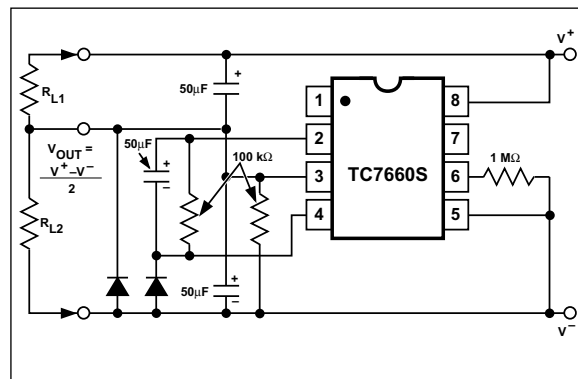 V+
50µF
+
RL1
1
8
VOUT =
V+–V–
2
50µF
+
–
100 kΩ
2
7
TC7660S
3
6
1 MΩ
RL2
4
5
50µF
+
–
V–